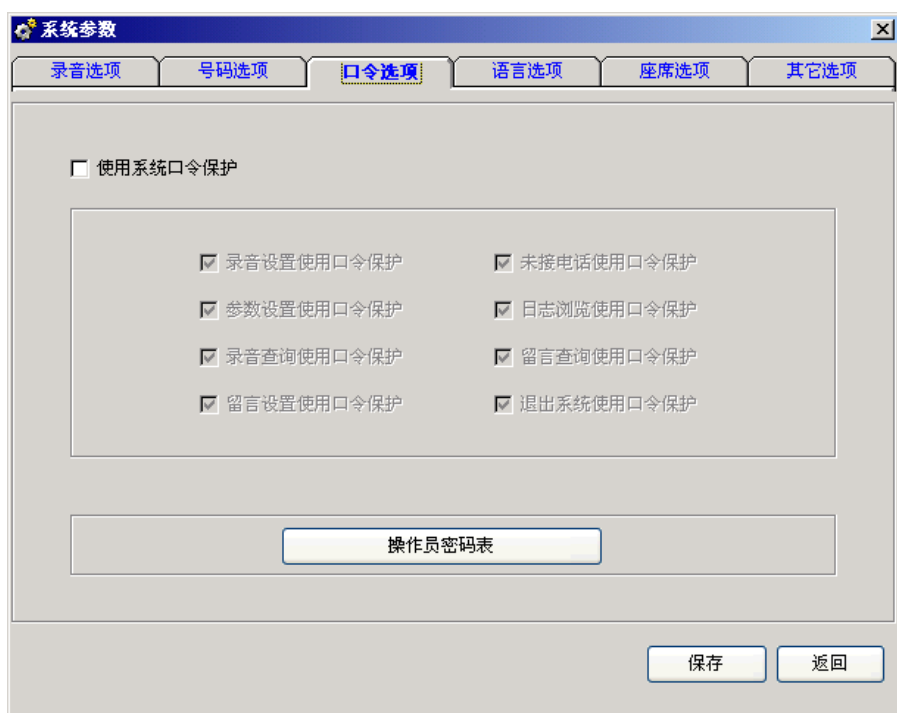 系统参数
录音选项 号码选项 口令选项 语言选项 座席选项 其它选项
使用系统口令保护
录音设置使用口令保护 未接电话使用口令保护
参数设置使用口令保护 日志浏览使用口令保护
录音查询使用口令保护 留言查询使用口令保护
留言设置使用口令保护 退出系统使用口令保护
操作员密码表
保存 返回